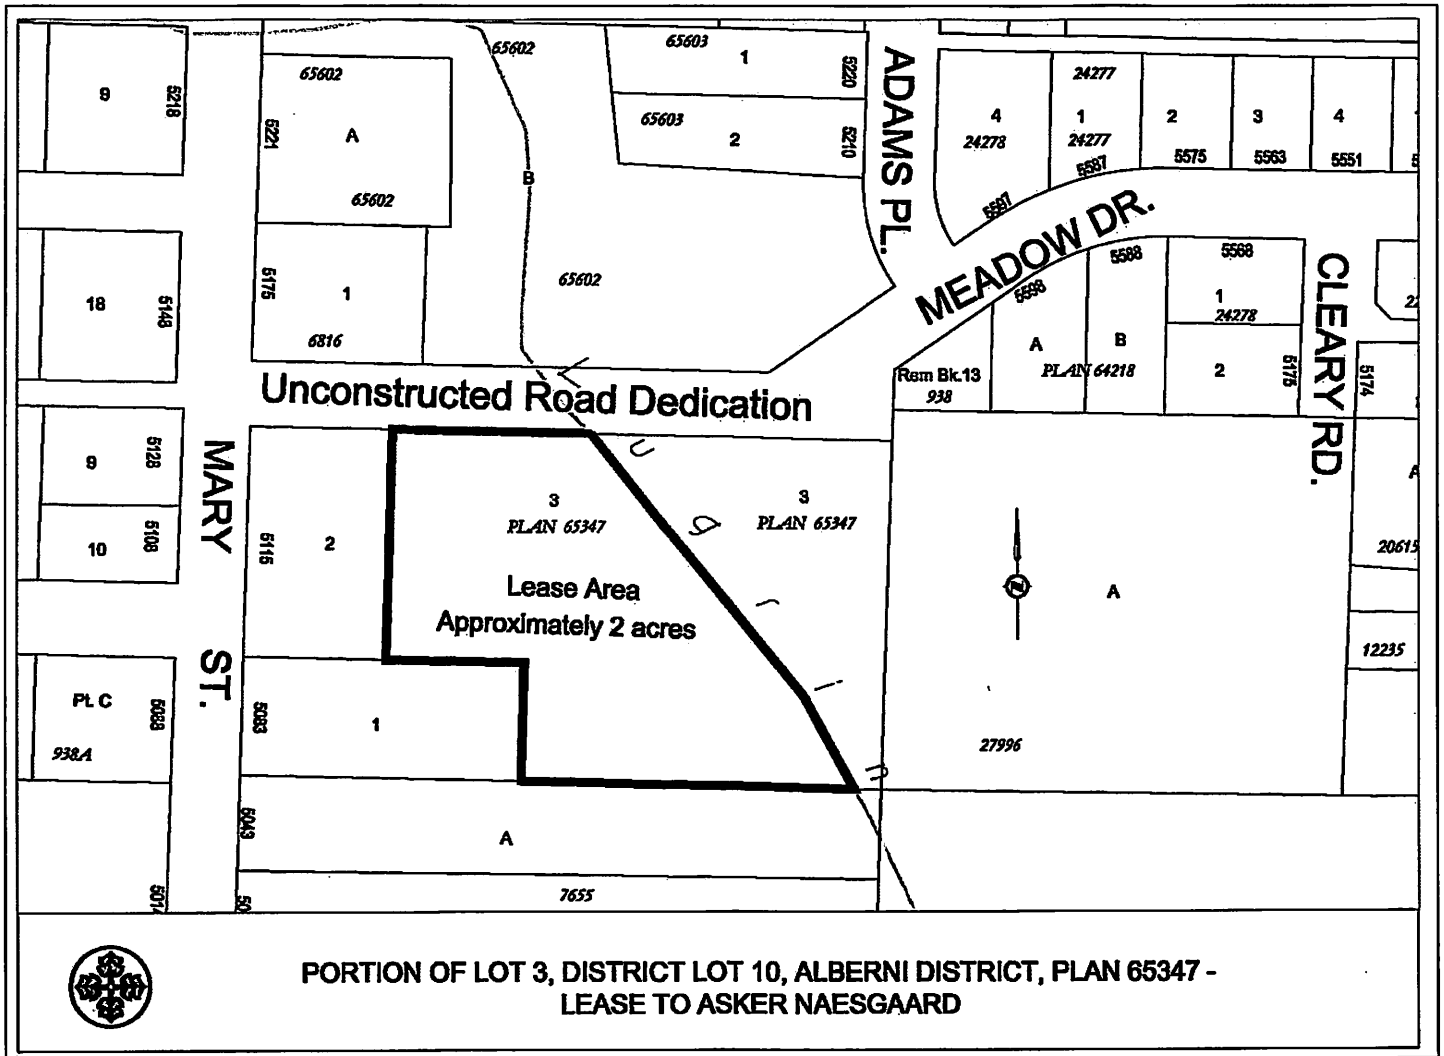 65602
65603
1
5220
ADAMS PL.
24277
9
5218
65602
5221
A
65603
2
5210
4
24278
1
24277
2
3
4
5587
5575
5563
5551
65602
B
5597
MEADOW DR.
5588
5568
CLEARY RD.
18
5148
5175
1
6816
65602
5598
1
24278
A
B
PLAN 64218
2
5175
5174
Rem Bk.13
938
Unconstructed Road Dedication
9
5128
10
5108
MARY ST.
5115
2
3
PLAN 65347
3
PLAN 65347
Lease Area
Approximately 2 acres
N
A
A
20615
12235
Pt. C
938A
5088
5083
1
27996
5043
A
7655
PORTION OF LOT 3, DISTRICT LOT 10, ALBERNI DISTRICT, PLAN 65347 -
LEASE TO ASKER NAESGAARD